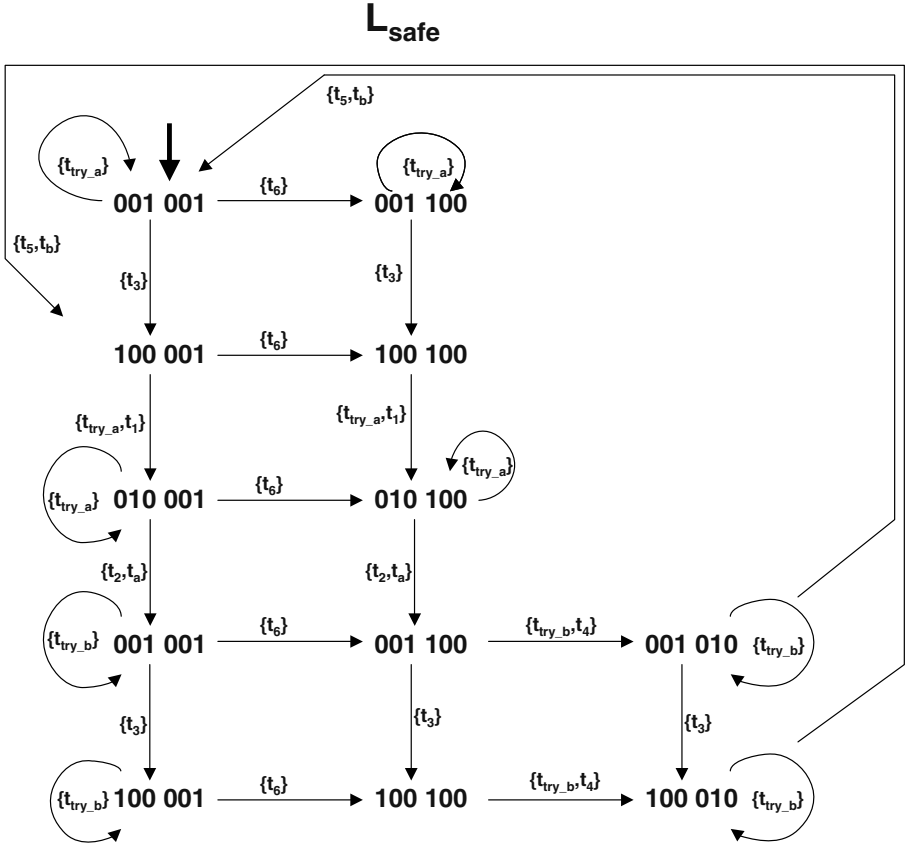 L_safe
{t_5,t_b}
{t_try_a} {t_try_a}
001 001 {t_6} 001 100
{t_5,t_b}
{t_3} {t_3}
100 001 {t_6} 100 100
{t_try_a,t_1} {t_try_a,t_1}
{t_try_a} 010 001 {t_6} 010 100 {t_try_a}
{t_2,t_a} {t_2,t_a}
{t_try_b} 001 001 {t_6} 001 100 {t_try_b,t_4} 001 010 {t_try_b}
{t_3} {t_3} {t_3}
{t_try_b} 100 001 {t_6} 100 100 {t_try_b,t_4} 100 010 {t_try_b}